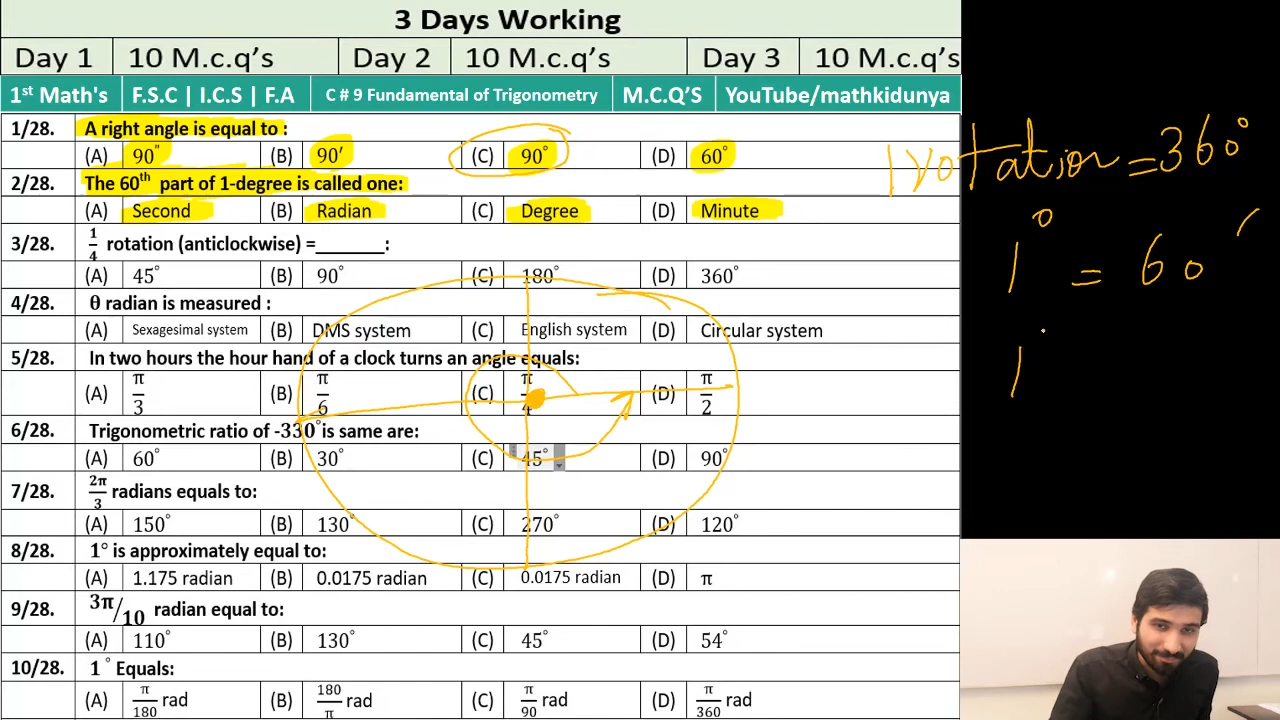 3 Days Working
Day 1 10 M.c.q's Day 2 10 M.c.q's Day 3 10 M.c.q's
1st Math's F.S.C | I.C.S | F.A C # 9 Fundamental of Trigonometry M.C.Q'S YouTube/mathkidunya
1/28. A right angle is equal to :
(A) 90″ (B) 90′ (C) 90° (D) 60°
2/28. The 60th part of 1-degree is called one:
(A) Second (B) Radian (C) Degree (D) Minute
3/28. 1/4 rotation (anticlockwise) =_______:
(A) 45° (B) 90° (C) 180° (D) 360°
4/28. θ radian is measured :
(A) Sexagesimal system (B) DMS system (C) English system (D) Circular system
5/28. In two hours the hour hand of a clock turns an angle equals:
(A) π/3 (B) π/6 (C) π/4 (D) π/2
6/28. Trigonometric ratio of -330°is same are:
(A) 60° (B) 30° (C) 45° (D) 90°
7/28. 2π/3 radians equals to:
(A) 150° (B) 130° (C) 270° (D) 120°
8/28. 1° is approximately equal to:
(A) 1.175 radian (B) 0.0175 radian (C) 0.0175 radian (D) π
9/28. 3π/10 radian equal to:
(A) 110° (B) 130° (C) 45° (D) 54°
10/28. 1° Equals:
(A) π/180 rad (B) 180/π rad (C) π/90 rad (D) π/360 rad
1 rotation = 360°
1° = 60′
1